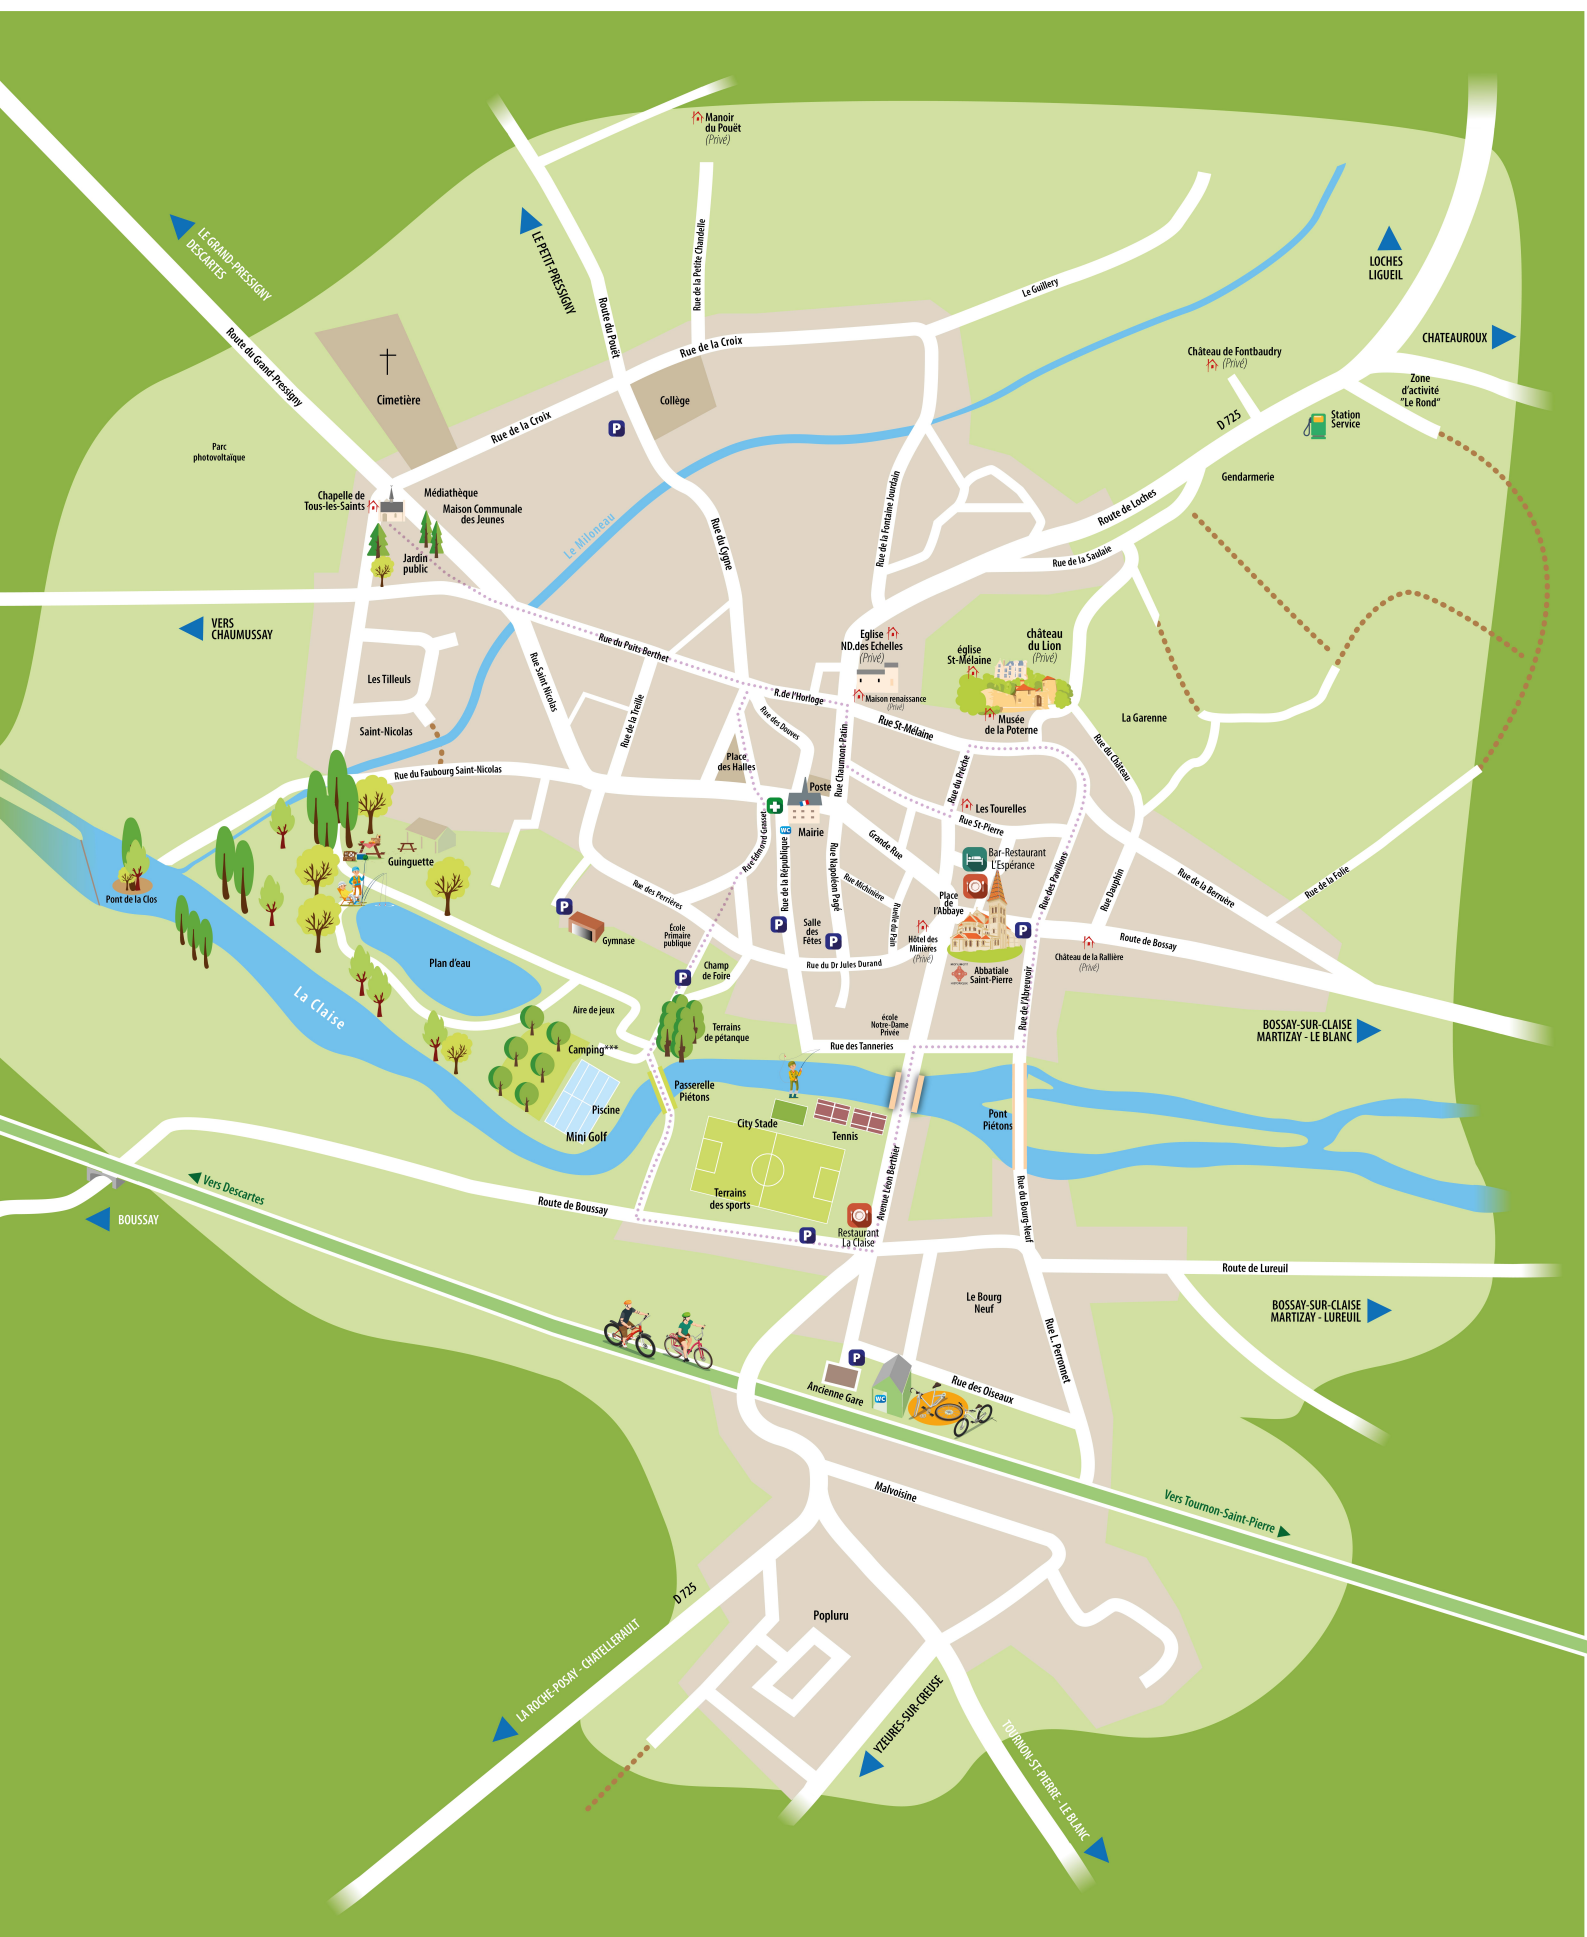 Manoir
du Pouët
(Privé)
LE GRAND-PRESSIGNY
DESCARTES
LE PETIT-PRESSIGNY
Rue de la Petite Chandelle
LOCHES
LIGUEIL
Le Guillery
Route du Pouët
Route du Grand-Pressigny
Rue de la Croix
CHATEAUROUX
Château de Fontbaudry
(Privé)
Zone
d'activité
"Le Rond"
Cimetière
Collège
P
Rue de la Croix
D 725
Station
Service
Parc
photovoltaïque
Gendarmerie
Chapelle de
Tous-les-Saints
Médiathèque
Maison Communale
des Jeunes
Jardin
public
Le Miloneau
Rue du Cygne
Rue de la Fontaine Jourdain
Route de Loches
Rue de la Saulaie
VERS
CHAUMUSSAY
Rue du Puits Berthet
Eglise
ND.des Echelles
(Privé)
Maison renaissance
(Privé)
église
St-Mélaine
château
du Lion
(Privé)
Musée
de la Poterne
La Garenne
Les Tilleuls
Rue Saint Nicolas
Rue de la Treille
R.de l'Horloge
Rue des Douves
Rue Chaumont-Patin
Rue St-Mélaine
Rue du Château
Saint-Nicolas
Rue du Faubourg Saint-Nicolas
Place
des Halles
Poste
Rue du Prêche
Les Tourelles
Mairie
WC
Rue St-Pierre
Rue Edmond Grasset
Rue de la République
Rue Napoléon Pagé
Grande Rue
Rue Michinière
Ruelle du Pain
Bar-Restaurant
L'Espérance
Place
de
l'Abbaye
Rue des Pavillons
Rue Dauphin
Rue de la Berruère
Rue de la Folie
Guinguette
Pont de la Clos
Rue des Perrières
P
Gymnase
École
Primaire
publique
P
Salle
des
Fêtes
P
Hôtel des
Minières
(Privé)
P
Route de Bossay
Château de la Rallière
(Privé)
Plan d'eau
La Claise
Champ
de Foire
P
Rue du Dr Jules Durand
Abbatiale
Saint-Pierre
Rue de l'Abreuvoir
Aire de jeux
Terrains
de pétanque
école
Notre-Dame
Privée
BOSSAY-SUR-CLAISE
MARTIZAY - LE BLANC
Camping***
Rue des Tanneries
Passerelle
Piétons
Piscine
Mini Golf
City Stade
Tennis
Pont
Piétons
Avenue Léon Berthier
Terrains
des sports
Rue du Bourg-Neuf
Vers Descartes
BOUSSAY
Route de Boussay
P
Restaurant
La Claise
Route de Lureuil
Le Bourg
Neuf
BOSSAY-SUR-CLAISE
MARTIZAY - LUREUIL
Rue L. Perronnet
P
Ancienne Gare
WC
Rue des Oiseaux
Malvoisine
Vers Tournon-Saint-Pierre
D 725
Popluru
LA ROCHE-POSAY - CHATELLERAULT
YZEURES-SUR-CREUSE
TOURNON-ST-PIERRE - LE BLANC